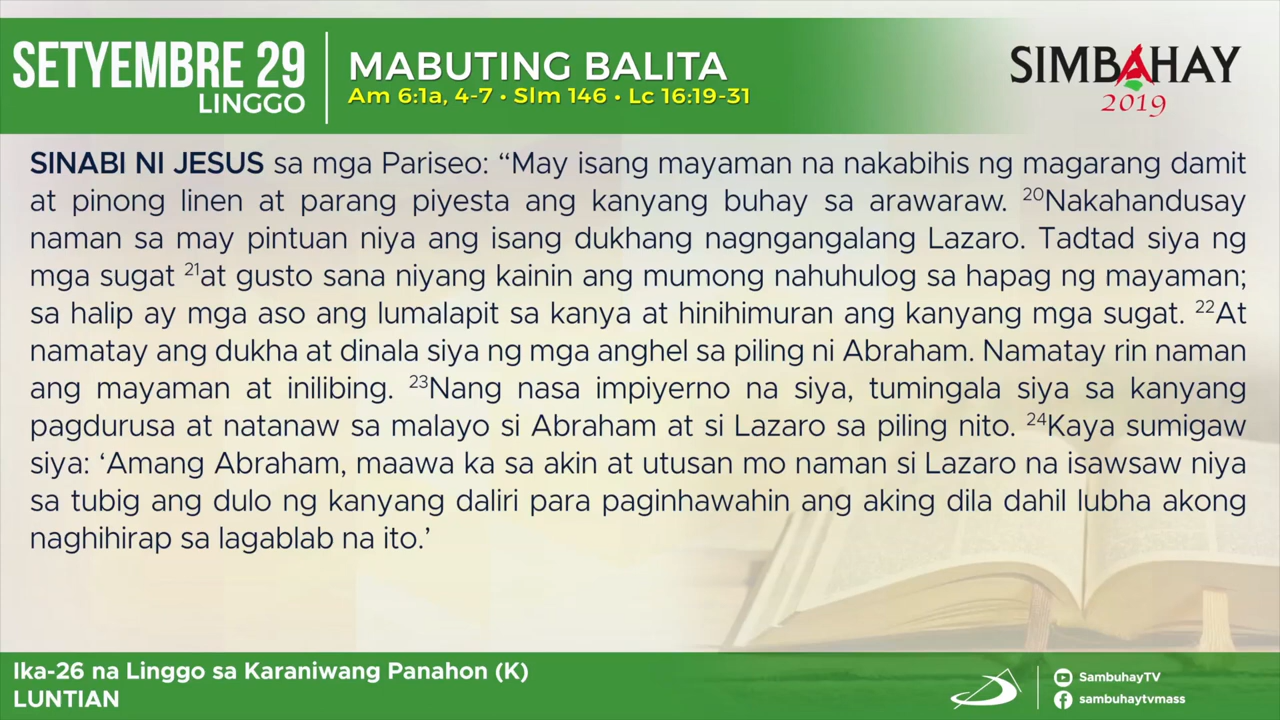 SETYEMBRE 29
LINGGO
MABUTING BALITA
Am 6:1a, 4-7 • Slm 146 • Lc 16:19-31
SIMBAHAY
2019
SINABI NI JESUS sa mga Pariseo: “May isang mayaman na nakabihis ng magarang damit
at pinong linen at parang piyesta ang kanyang buhay sa arawaraw. ²⁰Nakahandusay
naman sa may pintuan niya ang isang dukhang nagngangalang Lazaro. Tadtad siya ng
mga sugat ²¹at gusto sana niyang kainin ang mumong nahuhulog sa hapag ng mayaman;
sa halip ay mga aso ang lumalapit sa kanya at hinihimuran ang kanyang mga sugat. ²²At
namatay ang dukha at dinala siya ng mga anghel sa piling ni Abraham. Namatay rin naman
ang mayaman at inilibing. ²³Nang nasa impiyerno na siya, tumingala siya sa kanyang
pagdurusa at natanaw sa malayo si Abraham at si Lazaro sa piling nito. ²⁴Kaya sumigaw
siya: ‘Amang Abraham, maawa ka sa akin at utusan mo naman si Lazaro na isawsaw niya
sa tubig ang dulo ng kanyang daliri para paginhawahin ang aking dila dahil lubha akong
naghihirap sa lagablab na ito.’
Ika-26 na Linggo sa Karaniwang Panahon (K)
LUNTIAN
SambuhayTV
sambuhaytvmass